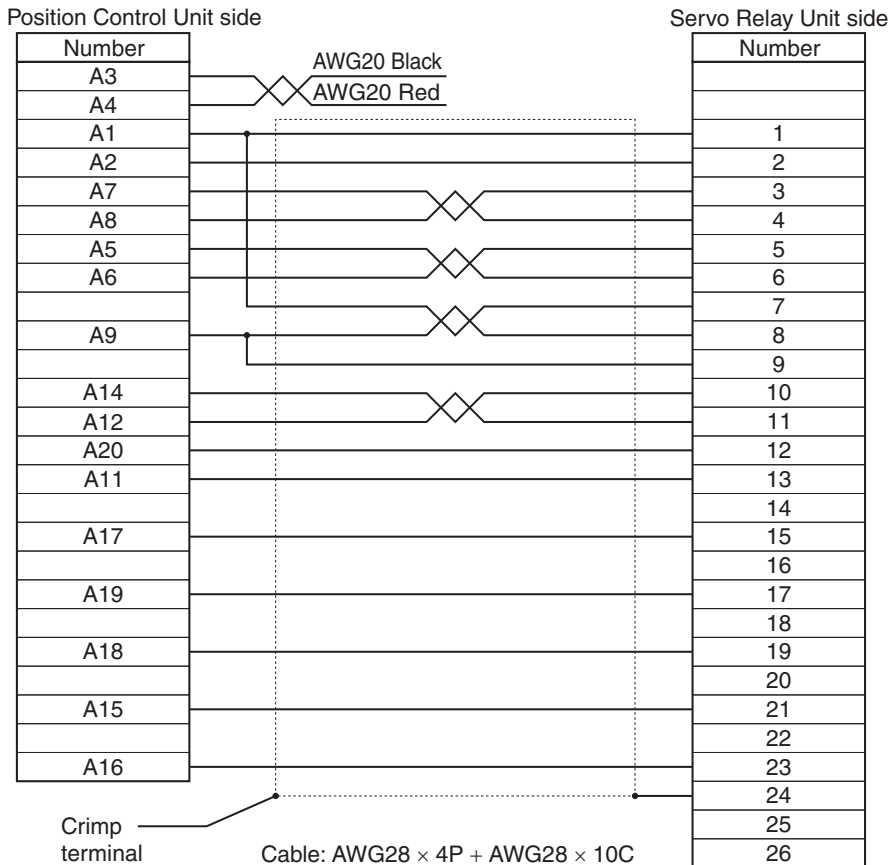 Position Control Unit side Servo Relay Unit side
Number Number
A3 AWG20 Black
A4 AWG20 Red
A1 1
A2 2
A7 3
A8 4
A5 5
A6 6
7
A9 8
9
A14 10
A12 11
A20 12
A11 13
14
A17 15
16
A19 17
18
A18 19
20
A15 21
22
A16 23
24
Crimp 25
terminal Cable: AWG28 × 4P + AWG28 × 10C 26